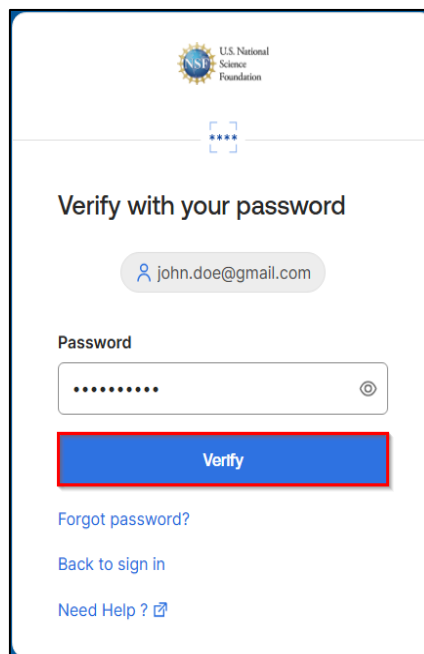 NSF
U.S. National
Science
Foundation
****
Verify with your password
john.doe@gmail.com
Password
••••••••••
Verify
Forgot password?
Back to sign in
Need Help ?